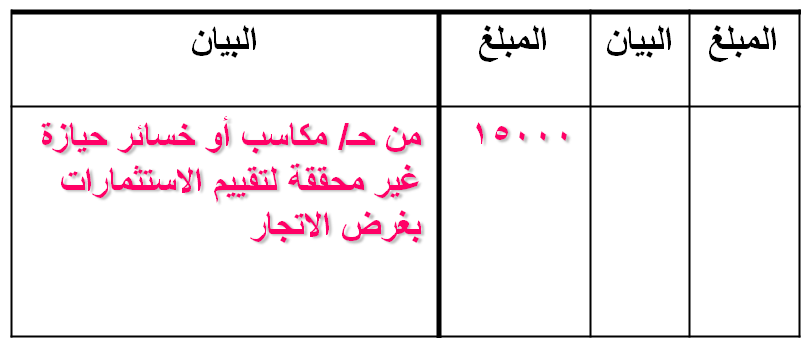 المبلغ البيان المبلغ البيان
١٥٠٠٠ من حـ/ مكاسب أو خسائر حيازة
غير محققة لتقييم الاستثمارات
بغرض الاتجار